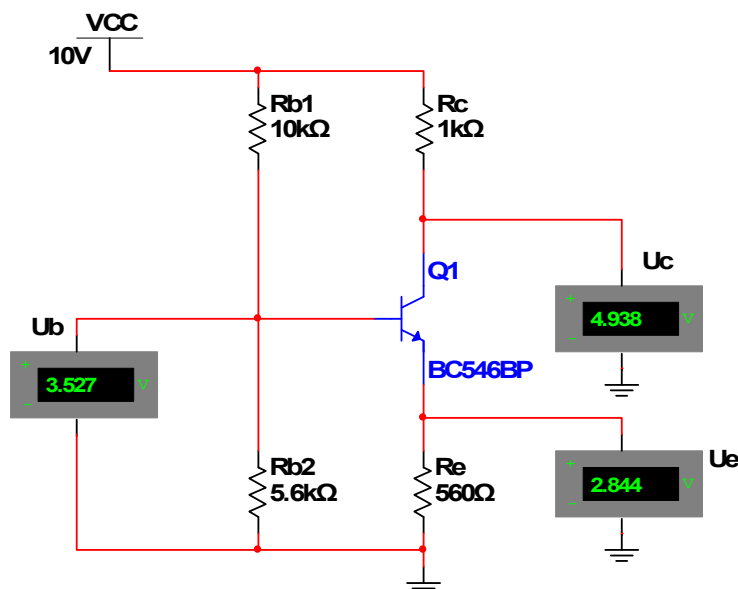 VCC
10V
Rb1
10kΩ
Rc
1kΩ
Q1
Uc
+
4.938 V
−
Ub
+
3.527 V
−
BC546BP
Rb2
5.6kΩ
Re
560Ω
Ue
+
2.844 V
−